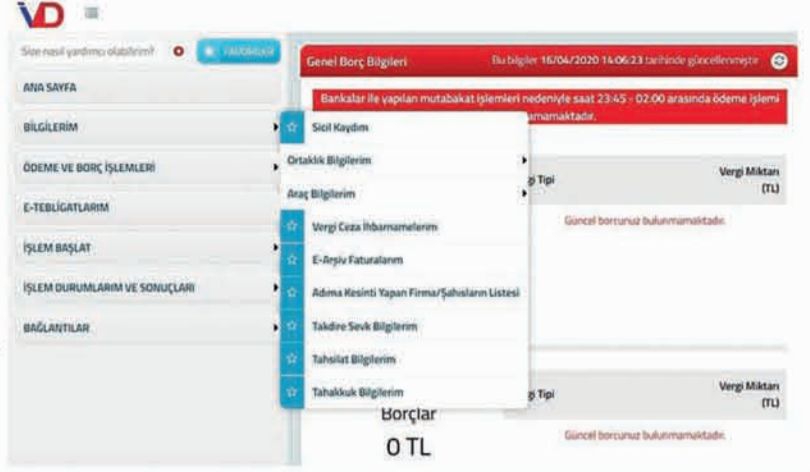 İVD
Size nasıl yardımcı olabilirim?
FAVORİLER
ANA SAYFA
BİLGİLERİM
ÖDEME VE BORÇ İŞLEMLERİ
E-TEBLİGATLARIM
İŞLEM BAŞLAT
İŞLEM DURUMLARIM VE SONUÇLARI
BAĞLANTILAR
Sicil Kaydım
Ortaklık Bilgilerim
Araç Bilgilerim
Vergi Ceza İhbarnamelerim
E-Arşiv Faturalarım
Adıma Kesinti Yapan Firma/Şahısların Listesi
Takdire Sevk Bilgilerim
Tahsilat Bilgilerim
Tahakkuk Bilgilerim
Genel Borç Bilgileri
Bu bilgiler 16/04/2020 14:06:23 tarihinde güncellenmiştir
Bankalar ile yapılan mutabakat işlemleri nedeniyle saat 23:45 - 02:00 arasında ödeme işlemi
amamaktadır.
gi Tipi
Vergi Miktarı
(TL)
Güncel borcunuz bulunmamaktadır.
gi Tipi
Vergi Miktarı
(TL)
Borçlar
0 TL
Güncel borcunuz bulunmamaktadır.